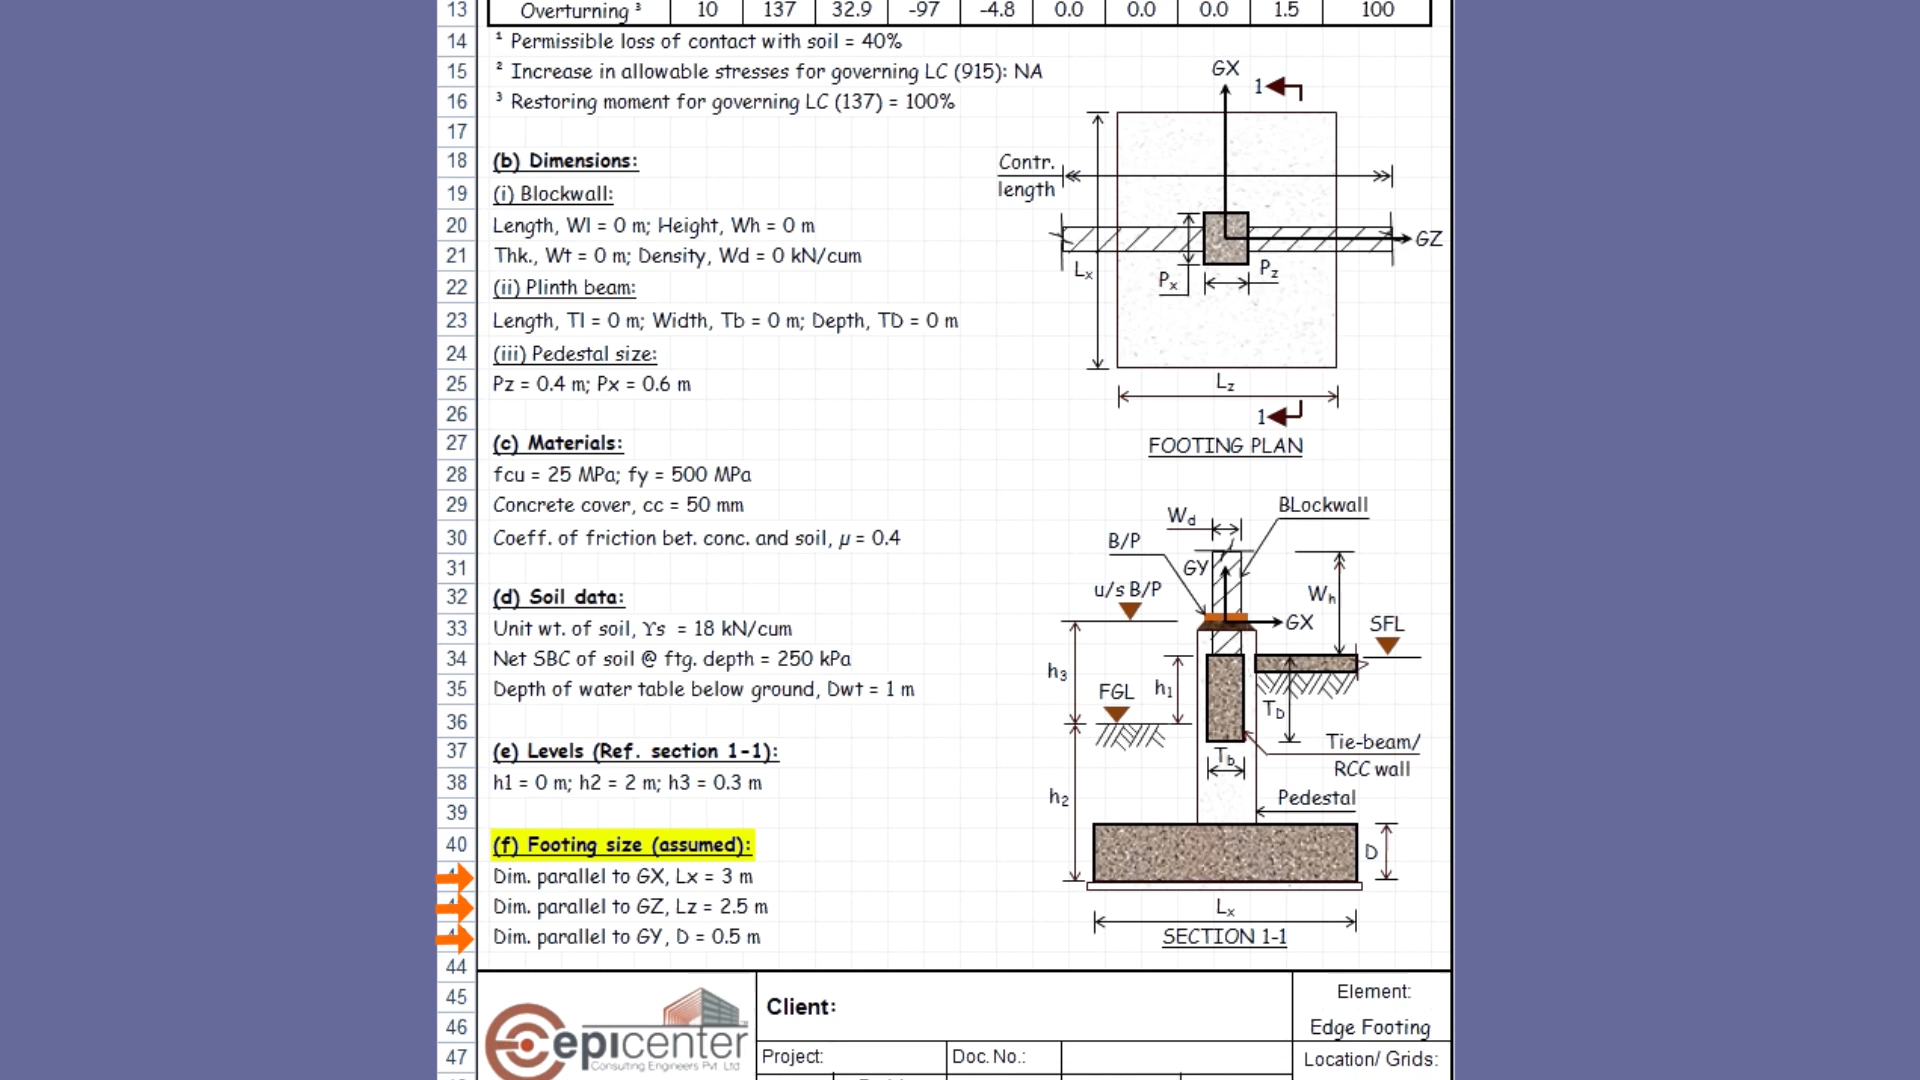 13 Overturning ³ 10 137 32.9 -97 -4.8 0.0 0.0 0.0 1.5 100
14 ¹ Permissible loss of contact with soil = 40%
15 ² Increase in allowable stresses for governing LC (915): NA
16 ³ Restoring moment for governing LC (137) = 100%
17
18 (b) Dimensions:
19 (i) Blockwall:
20 Length, Wl = 0 m; Height, Wh = 0 m
21 Thk., Wt = 0 m; Density, Wd = 0 kN/cum
22 (ii) Plinth beam:
23 Length, Tl = 0 m; Width, Tb = 0 m; Depth, TD = 0 m
24 (iii) Pedestal size:
25 Pz = 0.4 m; Px = 0.6 m
26
27 (c) Materials:
28 fcu = 25 MPa; fy = 500 MPa
29 Concrete cover, cc = 50 mm
30 Coeff. of friction bet. conc. and soil, μ = 0.4
31
32 (d) Soil data:
33 Unit wt. of soil, ϒs = 18 kN/cum
34 Net SBC of soil @ ftg. depth = 250 kPa
35 Depth of water table below ground, Dwt = 1 m
36
37 (e) Levels (Ref. section 1-1):
38 h1 = 0 m; h2 = 2 m; h3 = 0.3 m
39
40 (f) Footing size (assumed):
Dim. parallel to GX, Lx = 3 m
Dim. parallel to GZ, Lz = 2.5 m
Dim. parallel to GY, D = 0.5 m
44
45
46
47
GX
1
Contr.
length
GZ
Lx
Px
Pz
Lz
1
FOOTING PLAN
Wd
BLockwall
B/P
GY
u/s B/P
Wh
GX
SFL
h3
FGL
h1
TD
Tie-beam/
RCC wall
Tb
h2
Pedestal
D
Lx
SECTION 1-1
epicenter
Consulting Engineers Pvt Ltd
Client:
Project:
Doc. No.:
Element:
Edge Footing
Location/ Grids: